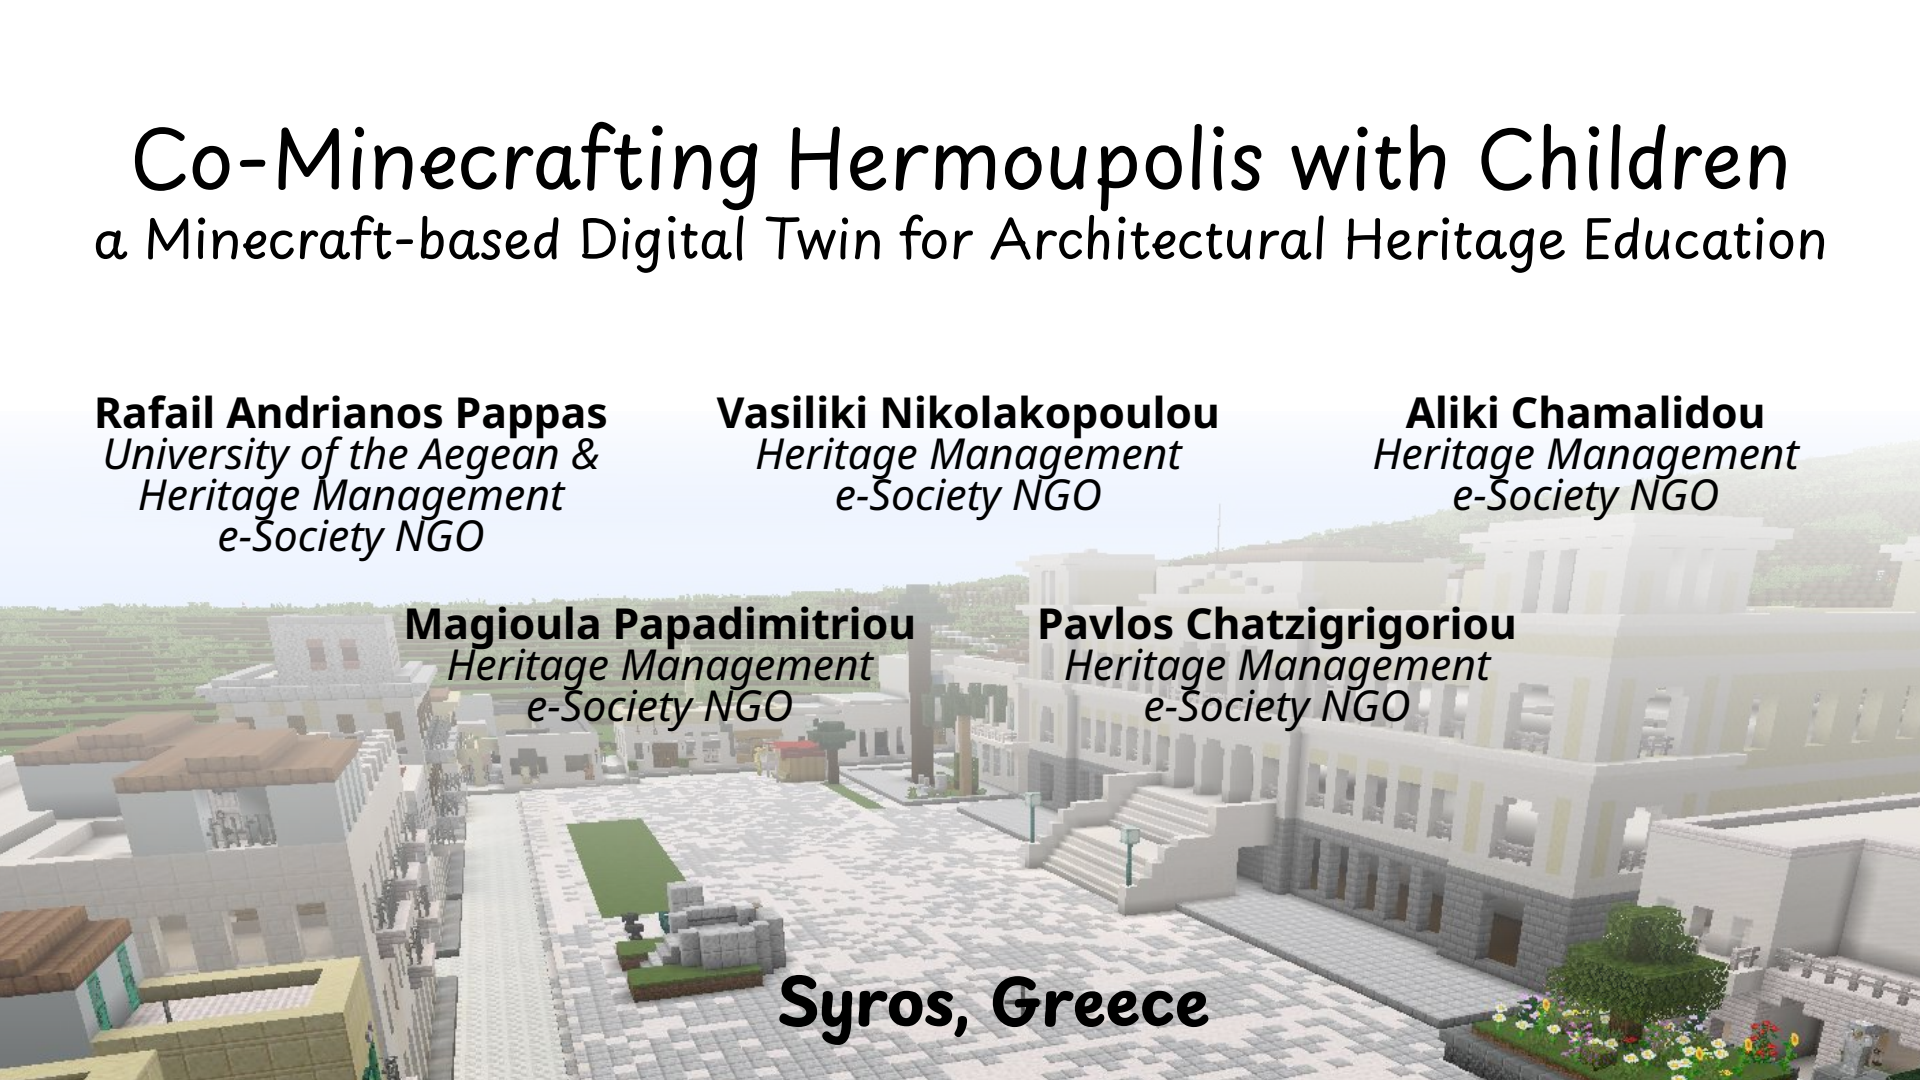 Co-Minecrafting Hermoupolis with Children
a Minecraft-based Digital Twin for Architectural Heritage Education
Rafail Andrianos Pappas
University of the Aegean &
Heritage Management
e-Society NGO
Vasiliki Nikolakopoulou
Heritage Management
e-Society NGO
Aliki Chamalidou
Heritage Management
e-Society NGO
Magioula Papadimitriou
Heritage Management
e-Society NGO
Pavlos Chatzigrigoriou
Heritage Management
e-Society NGO
Syros, Greece